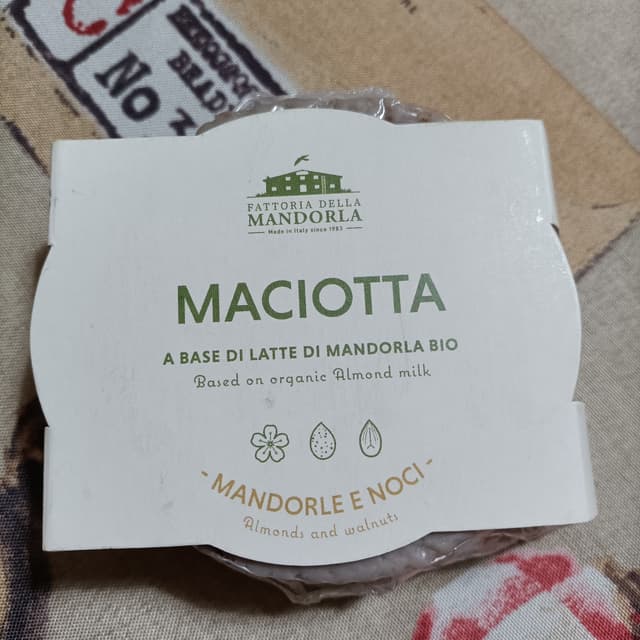 No
FATTORIA DELLA
MANDORLA
Made in Italy since 1983
MACIOTTA
A BASE DI LATTE DI MANDORLA BIO
Based on organic Almond milk
- MANDORLE E NOCI -
Almonds and walnuts